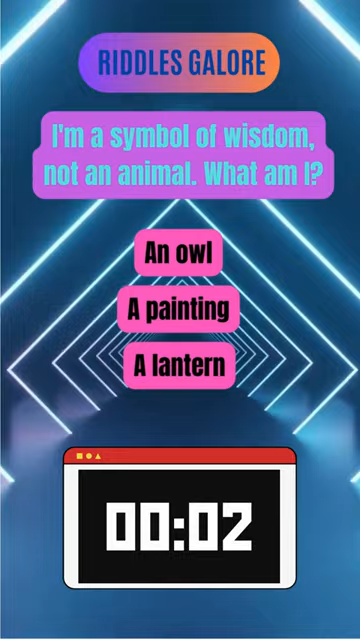 RIDDLES GALORE
I'm a symbol of wisdom,
not an animal. What am I?
An owl
A painting
A lantern
00:02